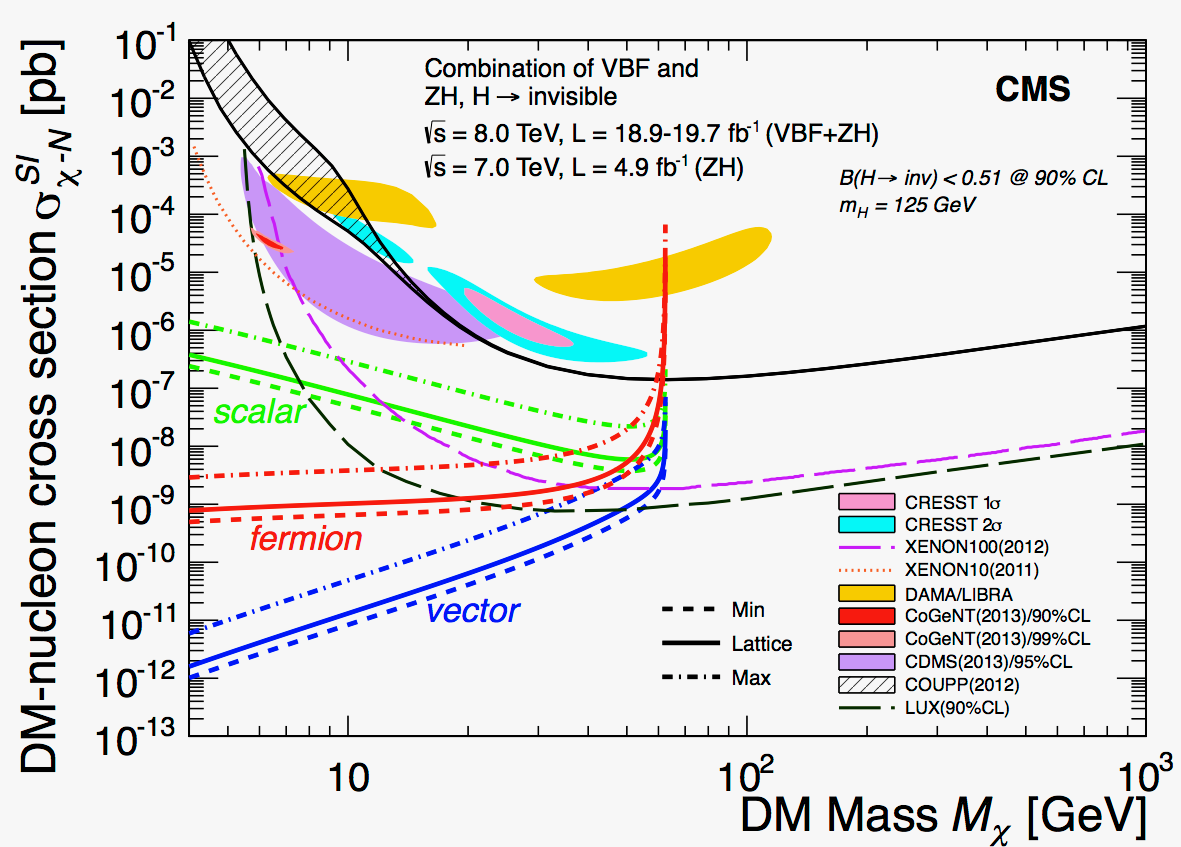 DM-nucleon cross section σ^SI_χ-N [pb]
10^-1
10^-2
10^-3
10^-4
10^-5
10^-6
10^-7
10^-8
10^-9
10^-10
10^-11
10^-12
10^-13
Combination of VBF and
ZH, H → invisible
√s = 8.0 TeV, L = 18.9-19.7 fb^-1 (VBF+ZH)
√s = 7.0 TeV, L = 4.9 fb^-1 (ZH)
CMS
B(H→ inv) < 0.51 @ 90% CL
m_H = 125 GeV
scalar
fermion
vector
Min
Lattice
Max
CRESST 1σ
CRESST 2σ
XENON100(2012)
XENON10(2011)
DAMA/LIBRA
CoGeNT(2013)/90%CL
CoGeNT(2013)/99%CL
CDMS(2013)/95%CL
COUPP(2012)
LUX(90%CL)
10
10^2
10^3
DM Mass M_χ [GeV]